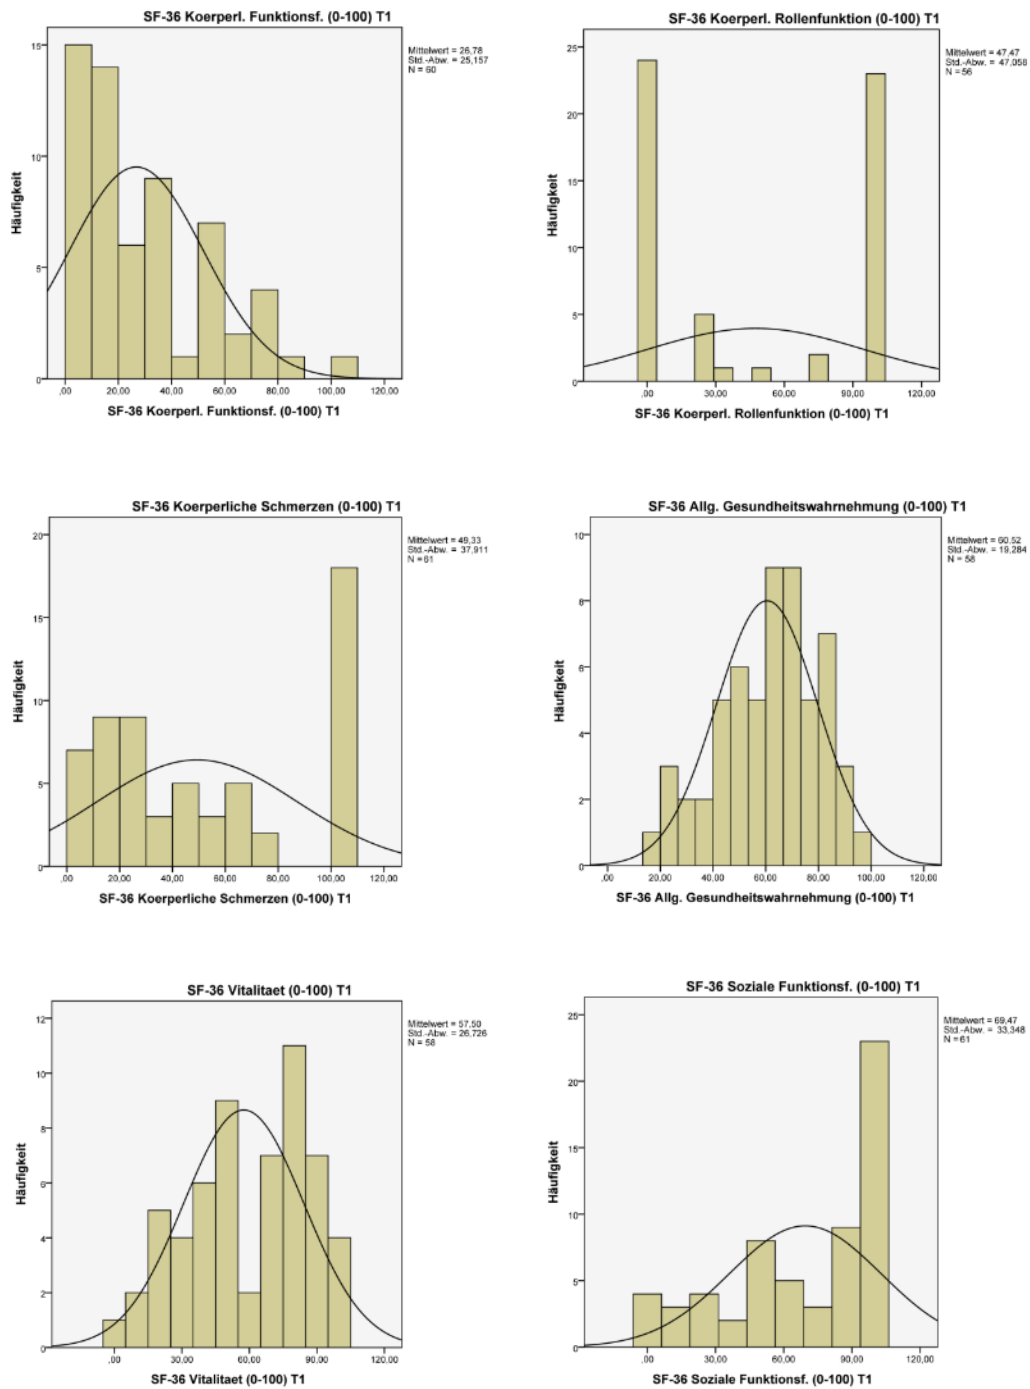 SF-36 Koerperl. Funktionsf. (0-100) T1
Mittelwert = 26,78
Std.-Abw. = 25,157
N = 60
Häufigkeit
15
10
5
0
,00 20,00 40,00 60,00 80,00 100,00 120,00
SF-36 Koerperl. Funktionsf. (0-100) T1
SF-36 Koerperl. Rollenfunktion (0-100) T1
Mittelwert = 47,47
Std.-Abw. = 47,058
N = 56
Häufigkeit
25
20
15
10
5
0
,00 30,00 60,00 90,00 120,00
SF-36 Koerperl. Rollenfunktion (0-100) T1
SF-36 Koerperliche Schmerzen (0-100) T1
Mittelwert = 49,33
Std.-Abw. = 37,911
N = 61
Häufigkeit
20
15
10
5
0
,00 20,00 40,00 60,00 80,00 100,00 120,00
SF-36 Koerperliche Schmerzen (0-100) T1
SF-36 Allg. Gesundheitswahrnehmung (0-100) T1
Mittelwert = 60,52
Std.-Abw. = 19,284
N = 58
Häufigkeit
10
8
6
4
2
0
,00 20,00 40,00 60,00 80,00 100,00 120,00
SF-36 Allg. Gesundheitswahrnehmung (0-100) T1
SF-36 Vitalitaet (0-100) T1
Mittelwert = 57,50
Std.-Abw. = 26,726
N = 58
Häufigkeit
12
10
8
6
4
2
0
,00 30,00 60,00 90,00 120,00
SF-36 Vitalitaet (0-100) T1
SF-36 Soziale Funktionsf. (0-100) T1
Mittelwert = 69,47
Std.-Abw. = 33,348
N = 61
Häufigkeit
25
20
15
10
5
0
,00 30,00 60,00 90,00 120,00
SF-36 Soziale Funktionsf. (0-100) T1